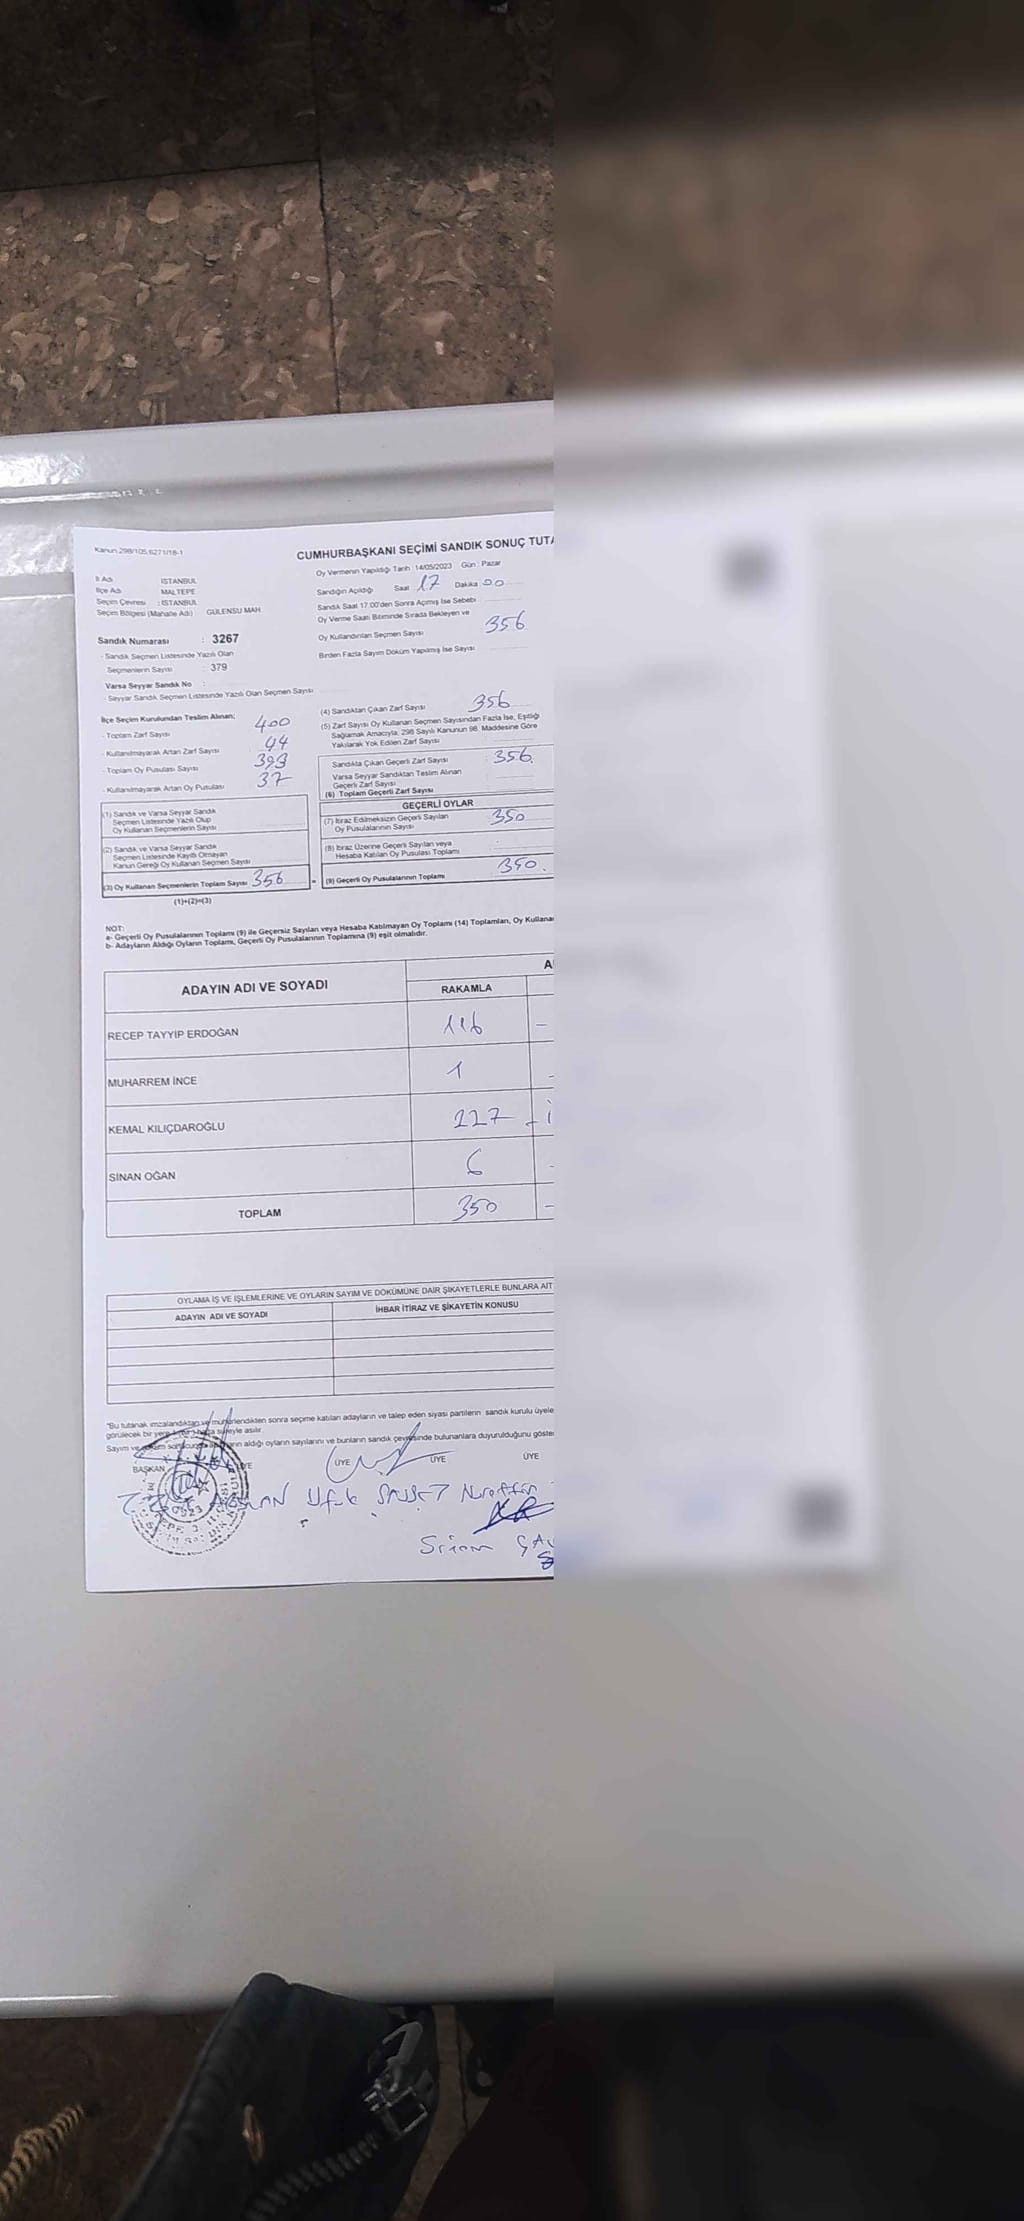 Kanun 298/105,6271/18-1
CUMHURBAŞKANI SEÇİMİ SANDIK SONUÇ
Oy Vermenin Yapıldığı Tarih : 14/05/2023 Gün : Pazar
İl Adı : İSTANBUL
İlçe Adı : MALTEPE
Seçim Çevresi : İSTANBUL
Seçim Bölgesi (Mahalle Adı) : GÜLENSU MAH.
Sandığın Açıldığı Saat 17 Dakika 00
Sandık Saat 17:00'den Sonra Açılmış İse Sebebi
Oy Verme Saati Bitiminde Sırada Bekleyen ve
Oy Kullandırılan Seçmen Sayısı 356
Birden Fazla Sayım Döküm Yapılmış İse Sayısı
Sandık Numarası : 3267
- Sandık Seçmen Listesinde Yazılı Olan
Seçmenlerin Sayısı : 379
Varsa Seyyar Sandık No :
- Seyyar Sandık Seçmen Listesinde Yazılı Olan Seçmen Sayısı
İlçe Seçim Kurulundan Teslim Alınan;
- Toplam Zarf Sayısı 400
- Kullanılmayarak Artan Zarf Sayısı 44
- Toplam Oy Pusulası Sayısı 393
- Kullanılmayarak Artan Oy Pusulası 37
(4) Sandıktan Çıkan Zarf Sayısı 356
(5) Zarf Sayısı Oy Kullanan Seçmen Sayısından Fazla İse, Eşitliği
Sağlamak Amacıyla, 298 Sayılı Kanunun 98. Maddesine Göre
Yakılarak Yok Edilen Zarf Sayısı
Sandıkta Çıkan Geçerli Zarf Sayısı 356
Varsa Seyyar Sandıktan Teslim Alınan
Geçerli Zarf Sayısı
(6) Toplam Geçerli Zarf Sayısı
(1) Sandık ve Varsa Seyyar Sandık
Seçmen Listesinde Yazılı Olup
Oy Kullanan Seçmenlerin Sayısı
(2) Sandık ve Varsa Seyyar Sandık
Seçmen Listesinde Kayıtlı Olmayan
Kanun Gereği Oy Kullanan Seçmen Sayısı
(3) Oy Kullanan Seçmenlerin Toplam Sayısı 356
(1)+(2)=(3)
GEÇERLİ OYLAR
(7) İtiraz Edilmeksizin Geçerli Sayılan
Oy Pusulalarının Sayısı 350
(8) İtiraz Üzerine Geçerli Sayılan veya
Hesaba Katılan Oy Pusulası Toplamı
(9) Geçerli Oy Pusulalarının Toplamı 350
NOT:
a- Geçerli Oy Pusulalarının Toplamı (9) ile Geçersiz Sayılan veya Hesaba Katılmayan Oy Toplamı (14) Toplamları, Oy
b- Adayların Aldığı Oyların Toplamı, Geçerli Oy Pusulalarının Toplamına (9) eşit olmalıdır.
ADAYIN ADI VE SOYADI
RAKAMLA
RECEP TAYYİP ERDOĞAN 116
MUHARREM İNCE 1
KEMAL KILIÇDAROĞLU 227
SİNAN OĞAN 6
TOPLAM 350
OYLAMA İŞ VE İŞLEMLERİNE VE OYLARIN SAYIM VE DÖKÜMÜNE DAİR ŞİKAYETLERLE BUNLARA AİT
ADAYIN ADI VE SOYADI
İHBAR İTİRAZ VE ŞİKAYETİN KONUSU
*Bu tutanak imzalandıktan ve mühürlendikten sonra seçime katılan adayların ve talep eden siyasi partilerin sandık kurulu
görülecek bir yere süreyle asılır.
Sayım ve aldığı oyların sayılarını ve bunların sandık çevresinde bulunanlara duyurulduğunu
BAŞKAN ÜYE ÜYE ÜYE
ASLAN Ufuk Nurettin
Sinem